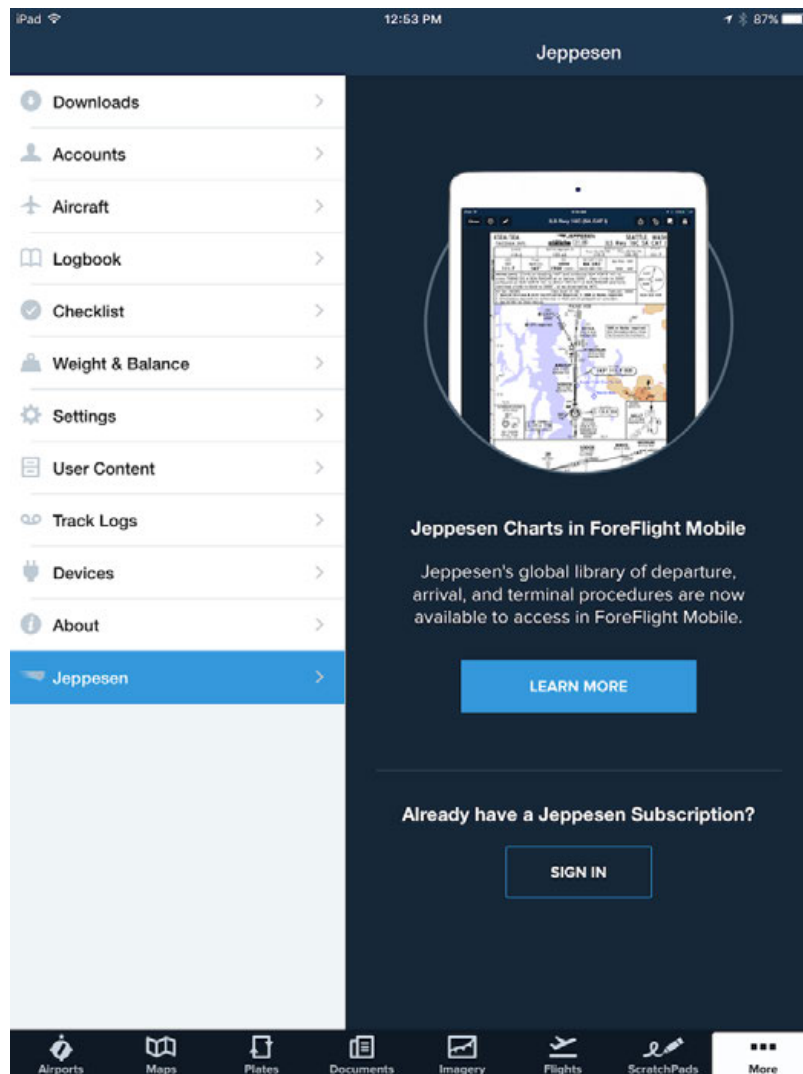 iPad 12:53 PM 87%
Jeppesen
Downloads
Accounts
Aircraft
Logbook
Checklist
Weight & Balance
Settings
User Content
Track Logs
Devices
About
Jeppesen
JEPPESEN
SEATTLE, WASH
Jeppesen Charts in ForeFlight Mobile
Jeppesen's global library of departure,
arrival, and terminal procedures are now
available to access in ForeFlight Mobile.
LEARN MORE
Already have a Jeppesen Subscription?
SIGN IN
Airports Maps Plates Documents Imagery Flights ScratchPads More